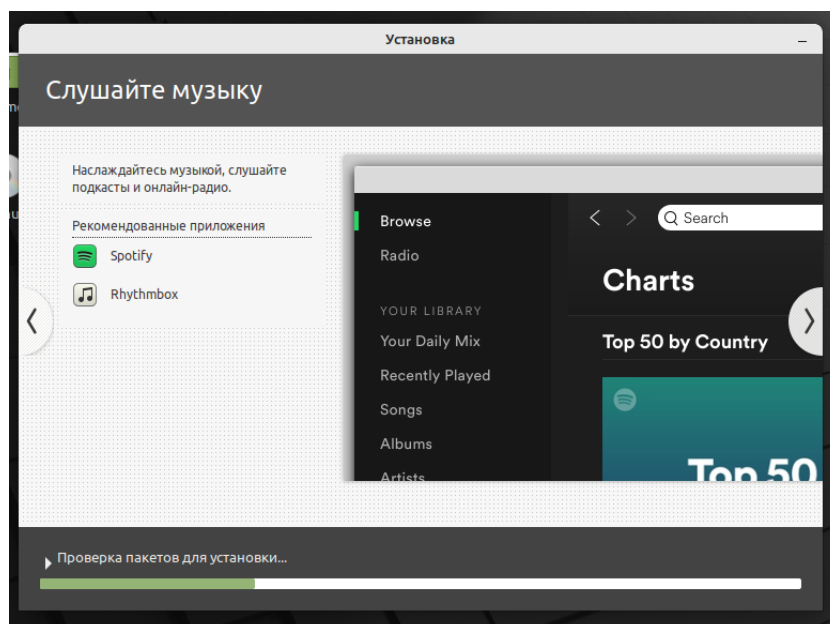 Установка
Слушайте музыку
Наслаждайтесь музыкой, слушайте
подкасты и онлайн-радио.
Рекомендованные приложения
Spotify
Rhythmbox
Browse
Radio
YOUR LIBRARY
Your Daily Mix
Recently Played
Songs
Albums
Artists
Search
Charts
Top 50 by Country
Top 50
Проверка пакетов для установки...